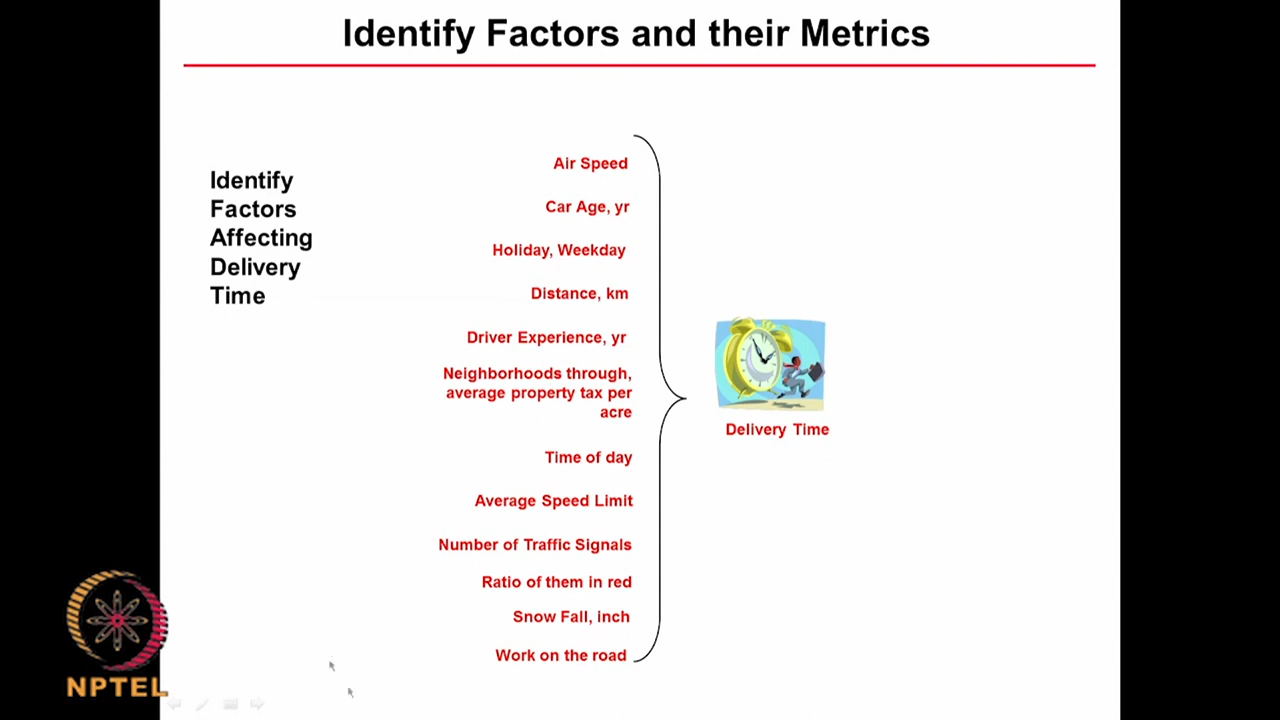 Identify Factors and their Metrics
Identify
Factors
Affecting
Delivery
Time
Air Speed
Car Age, yr
Holiday, Weekday
Distance, km
Driver Experience, yr
Neighborhoods through,
average property tax per
acre
Time of day
Average Speed Limit
Number of Traffic Signals
Ratio of them in red
Snow Fall, inch
Work on the road
Delivery Time
NPTEL